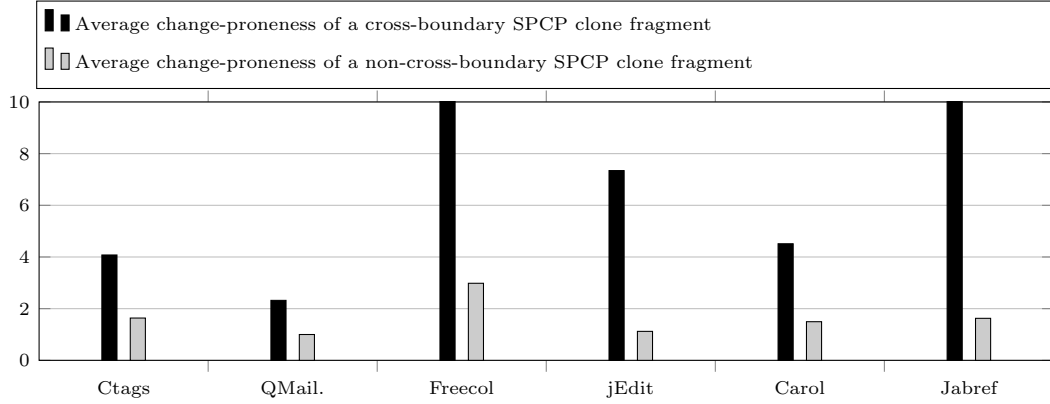 Average change-proneness of a cross-boundary SPCP clone fragment
Average change-proneness of a non-cross-boundary SPCP clone fragment
10
8
6
4
2
0
Ctags QMail. Freecol jEdit Carol Jabref